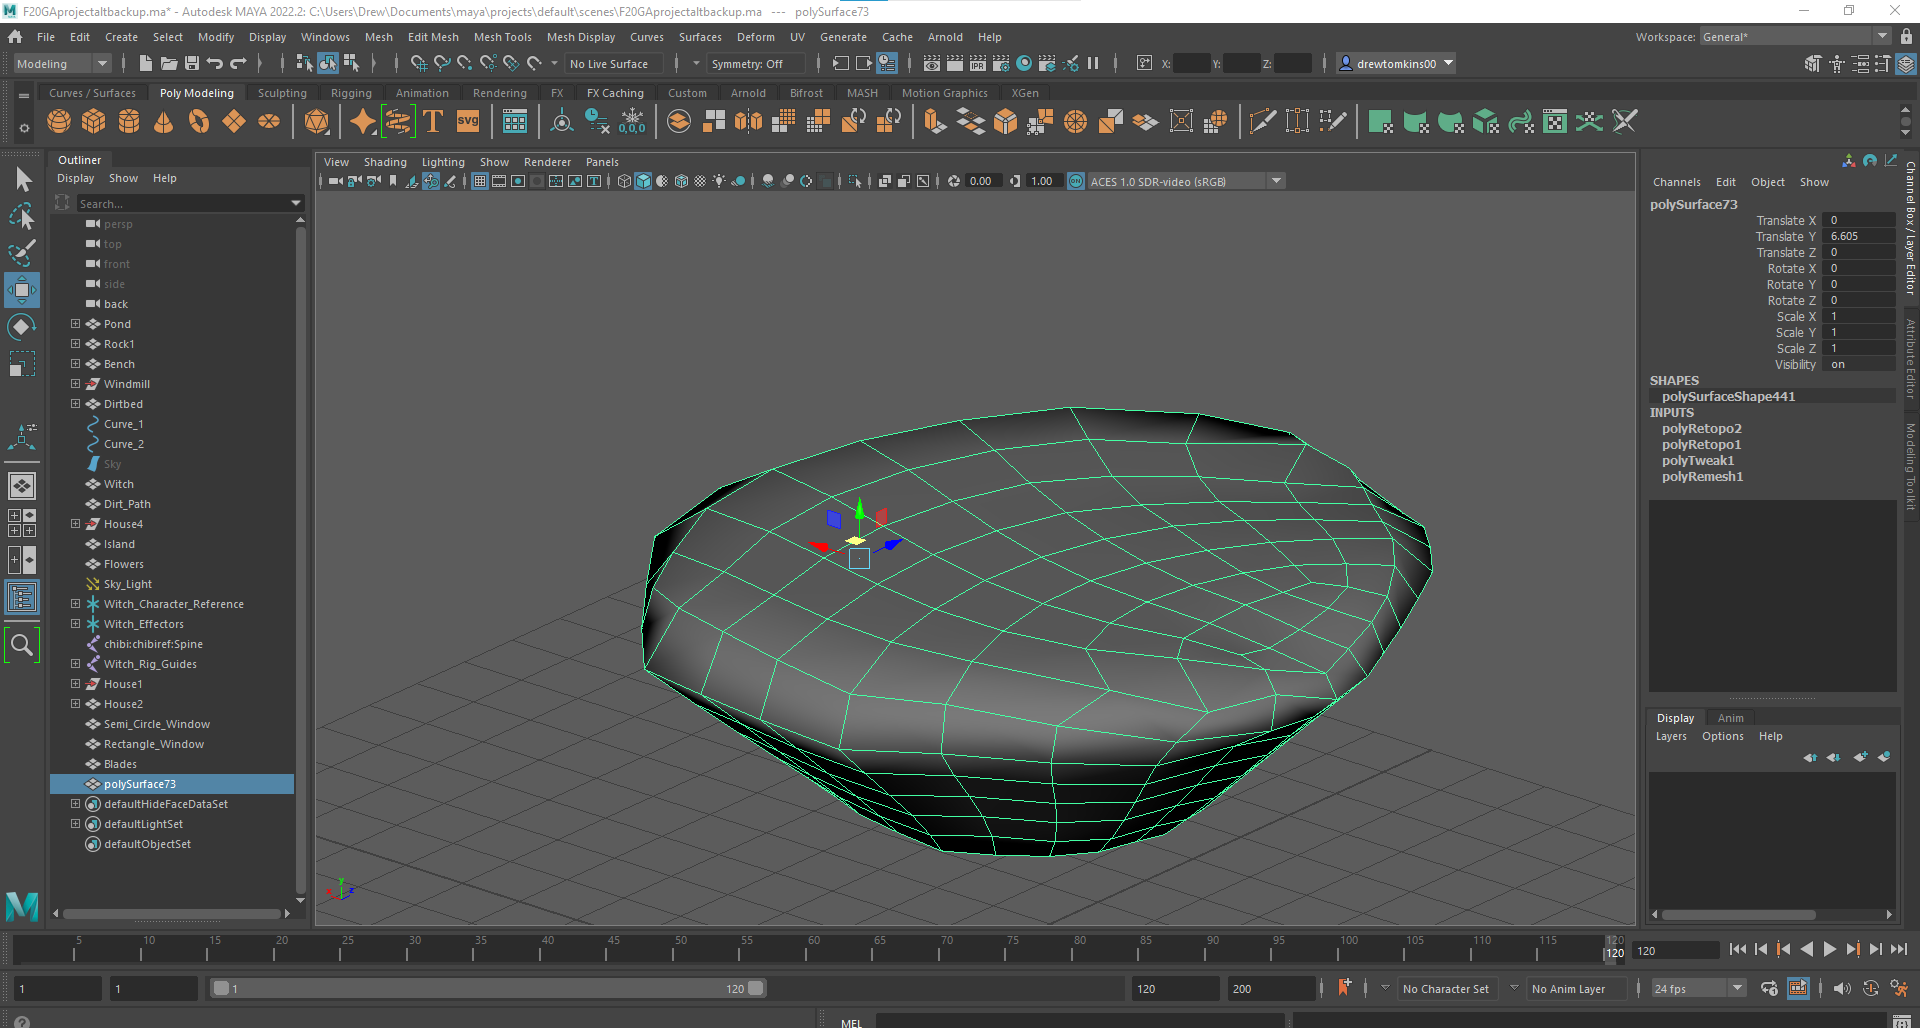 F20GAprojectaltbackup.ma* - Autodesk MAYA 2022.2: C:\Users\Drew\Documents\maya\projects\default\scenes\F20GAprojectaltbackup.ma   ---   polySurface73
File Edit Create Select Modify Display Windows Mesh Edit Mesh Mesh Tools Mesh Display Curves Surfaces Deform UV Generate Cache Arnold Help Workspace: General*
Modeling No Live Surface Symmetry: Off IPR X: Y: Z: drewtomkins00
Curves / Surfaces Poly Modeling Sculpting Rigging Animation Rendering FX FX Caching Custom Arnold Bifrost MASH Motion Graphics XGen
T svg 0,0,0
Outliner
Display Show Help
Search...
persp
top
front
side
back
Pond
Rock1
Bench
Windmill
Dirtbed
Curve_1
Curve_2
Sky
Witch
Dirt_Path
House4
Island
Flowers
Sky_Light
Witch_Character_Reference
Witch_Effectors
chibi:chibiref:Spine
Witch_Rig_Guides
House1
House2
Semi_Circle_Window
Rectangle_Window
Blades
polySurface73
defaultHideFaceDataSet
defaultLightSet
defaultObjectSet
View Shading Lighting Show Renderer Panels
0.00 1.00 ON ACES 1.0 SDR-video (sRGB)
y
x z
Channels Edit Object Show
polySurface73
Translate X 0
Translate Y 6.605
Translate Z 0
Rotate X 0
Rotate Y 0
Rotate Z 0
Scale X 1
Scale Y 1
Scale Z 1
Visibility on
SHAPES
polySurfaceShape441
INPUTS
polyRetopo2
polyRetopo1
polyTweak1
polyRemesh1
Channel Box / Layer Editor
Attribute Editor
Modeling Toolkit
Display Anim
Layers Options Help
M
5 10 15 20 25 30 35 40 45 50 55 60 65 70 75 80 85 90 95 100 105 110 115 120
120 120
1 1 1 120 120 200 No Character Set No Anim Layer 24 fps
? MEL